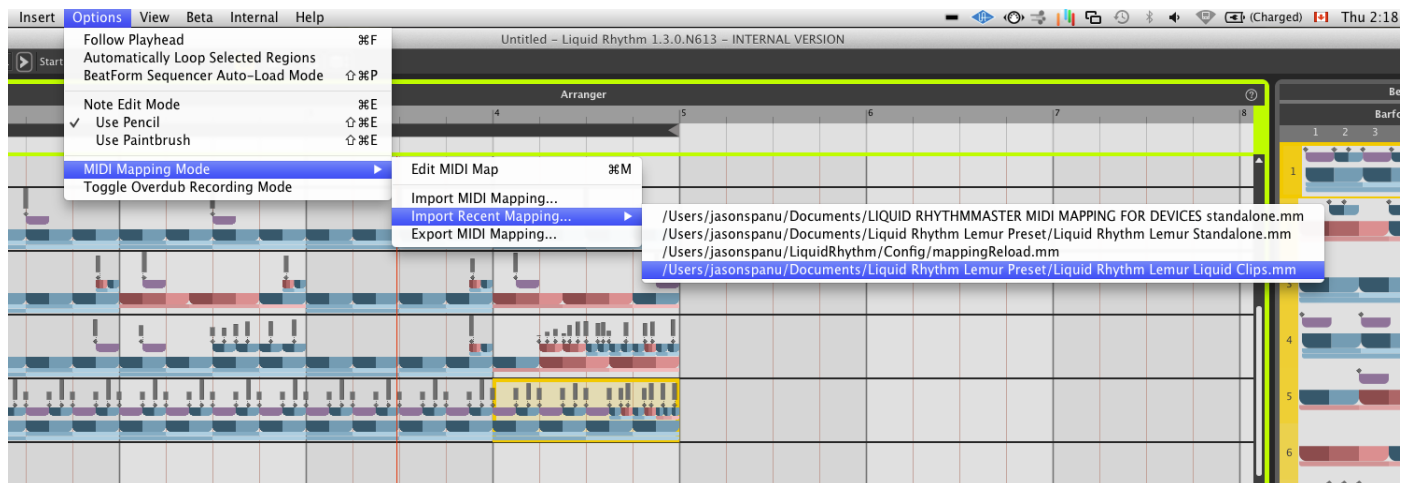 Insert Options View Beta Internal Help (Charged) Thu 2:18
Untitled – Liquid Rhythm 1.3.0.N613 – INTERNAL VERSION
Start
Follow Playhead ⌘F
Automatically Loop Selected Regions
BeatForm Sequencer Auto-Load Mode ⇧⌘P
Note Edit Mode ⌘E
✓ Use Pencil ⇧⌘E
Use Paintbrush ⇧⌘E
MIDI Mapping Mode
Toggle Overdub Recording Mode
Arranger
Be
Barfo
4 5 6 7 8
1 2 3
Edit MIDI Map ⌘M
Import MIDI Mapping...
Import Recent Mapping...
Export MIDI Mapping...
/Users/jasonspanu/Documents/LIQUID RHYTHMMASTER MIDI MAPPING FOR DEVICES standalone.mm
/Users/jasonspanu/Documents/Liquid Rhythm Lemur Preset/Liquid Rhythm Lemur Standalone.mm
/Users/jasonspanu/LiquidRhythm/Config/mappingReload.mm
/Users/jasonspanu/Documents/Liquid Rhythm Lemur Preset/Liquid Rhythm Lemur Liquid Clips.mm
1
3
4
5
6